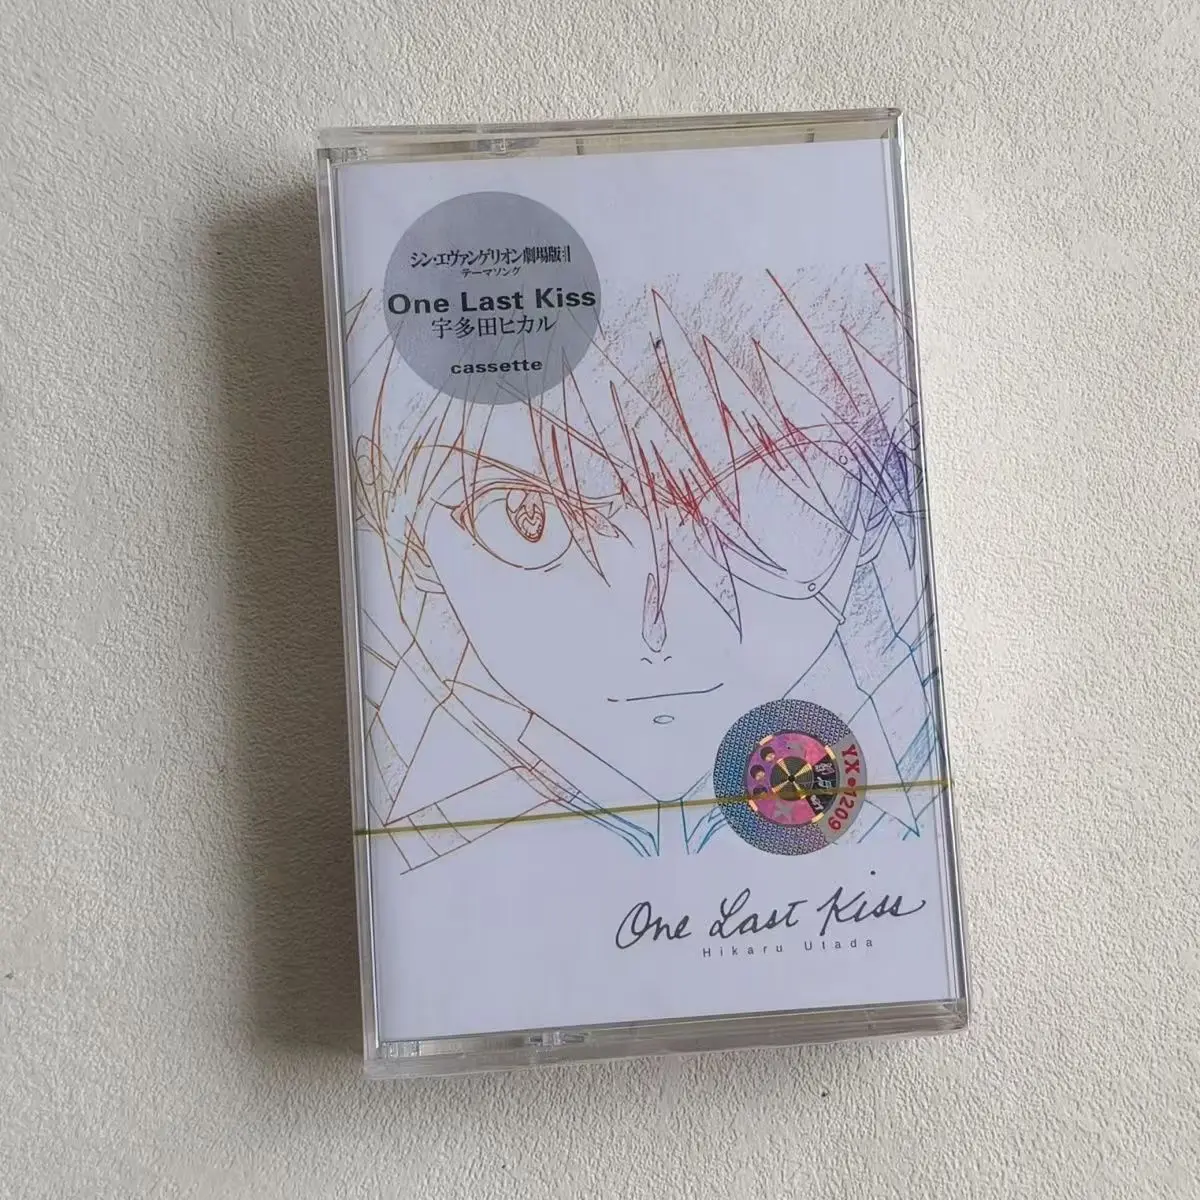 シン・エヴァンゲリオン劇場版:||
テーマソング
One Last Kiss
宇多田ヒカル
cassette
YX•1209
One Last Kiss
Hikaru Utada